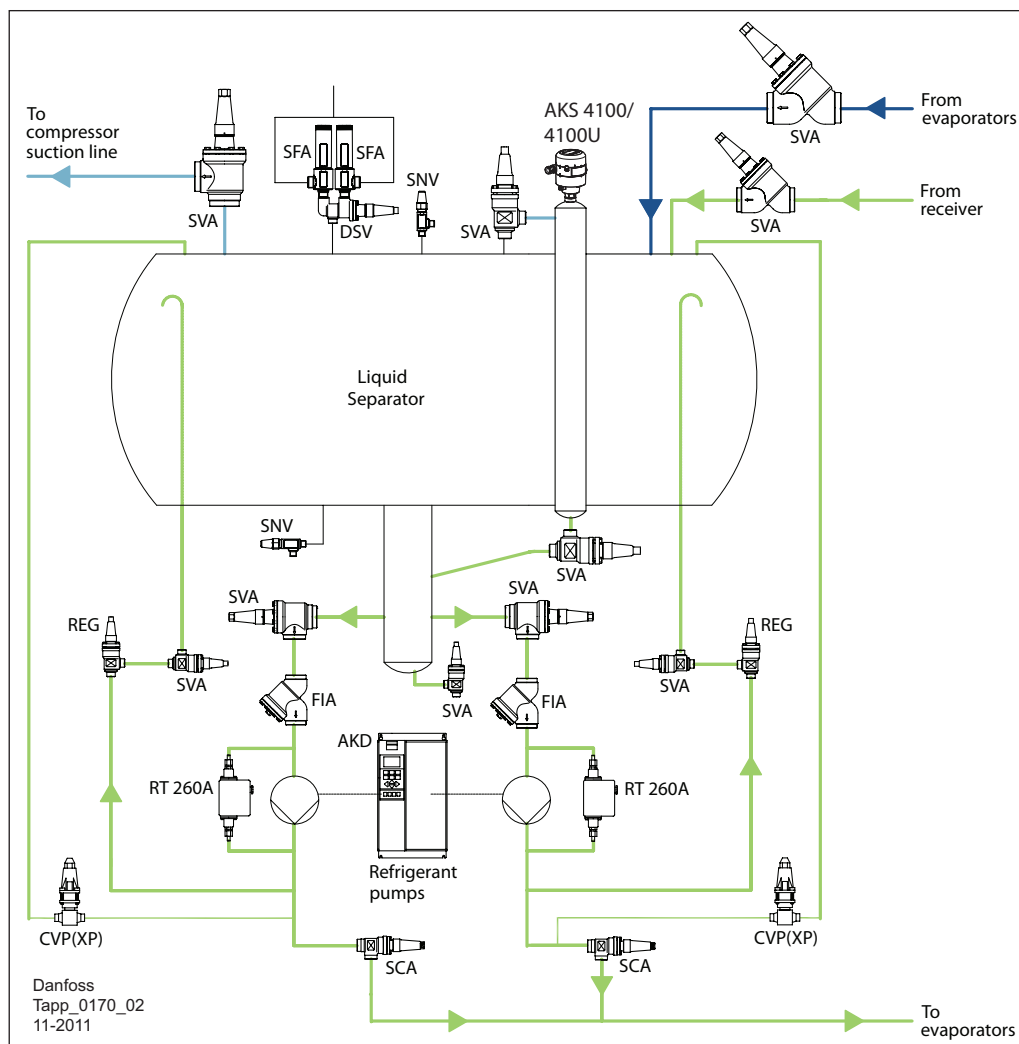 To
compressor
suction line
SVA
SFA
SFA
DSV
SNV
SVA
AKS 4100/
4100U
SVA
From
evaporators
SVA
From
receiver
Liquid
Separator
SNV
SVA
SVA
SVA
REG
REG
SVA
SVA
FIA
SVA
FIA
AKD
RT 260A
RT 260A
Refrigerant
pumps
CVP(XP)
CVP(XP)
SCA
SCA
Danfoss
Tapp_0170_02
11-2011
To
evaporators